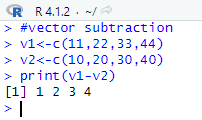 R 4.1.2 · ~/
> #vector subtraction
> v1<-c(11,22,33,44)
> v2<-c(10,20,30,40)
> print(v1-v2)
[1] 1 2 3 4
>